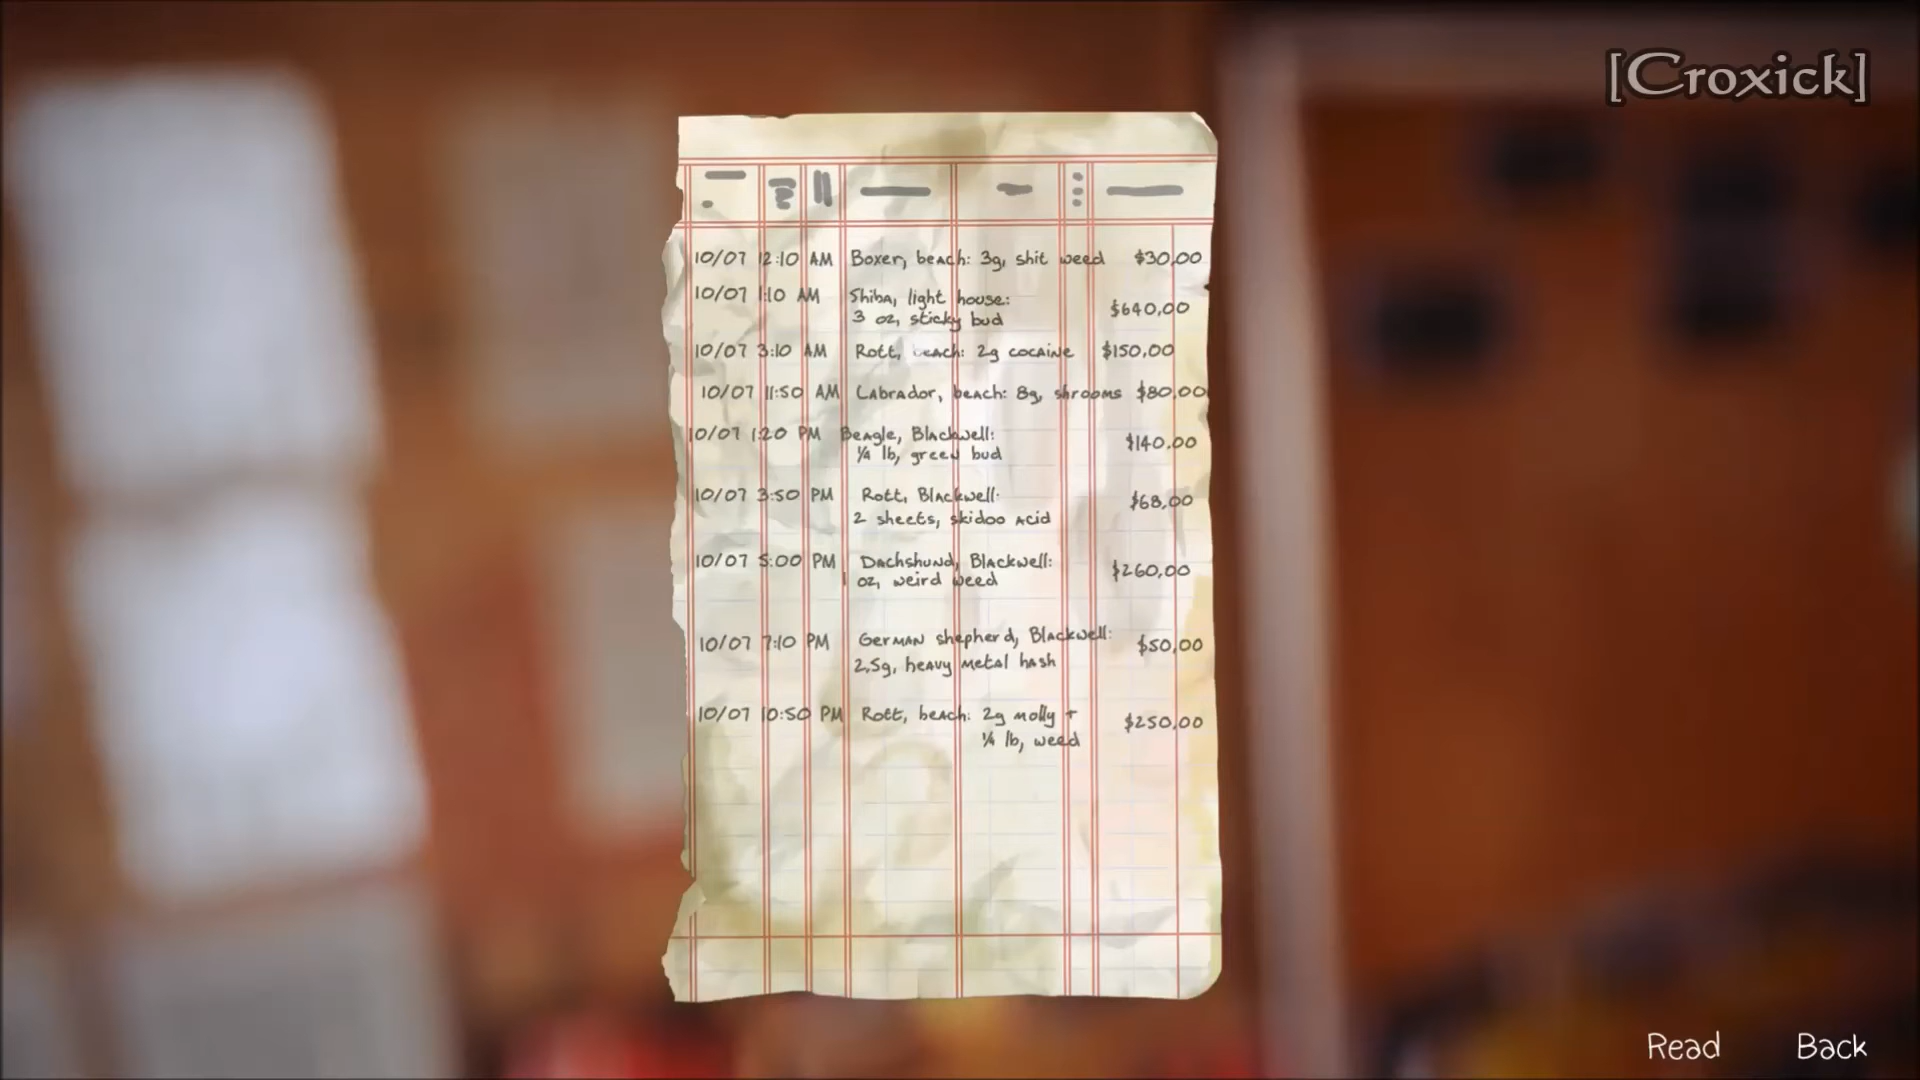 [Croxick]
10/07 12:10 AM Boxer, beach: 3g, shit weed $30,00
10/07 1:10 AM Shiba, light house:
3 oz, sticky bud $640,00
10/07 3:10 AM Rott, beach: 2g cocaine $150,00
10/07 11:50 AM Labrador, beach: 8g, shrooms $80,00
10/07 1:20 PM Beagle, Blackwell:
¼ lb, green bud $140.00
10/07 3:50 PM Rott, Blackwell:
2 sheets, skidoo acid $68,00
10/07 5:00 PM Dachshund, Blackwell:
1 oz, weird weed $260,00
10/07 7:10 PM German shepherd, Blackwell:
2,5g, heavy metal hash $50,00
10/07 10:50 PM Rott, beach: 2g molly +
¼ lb, weed $250,00
Read Back